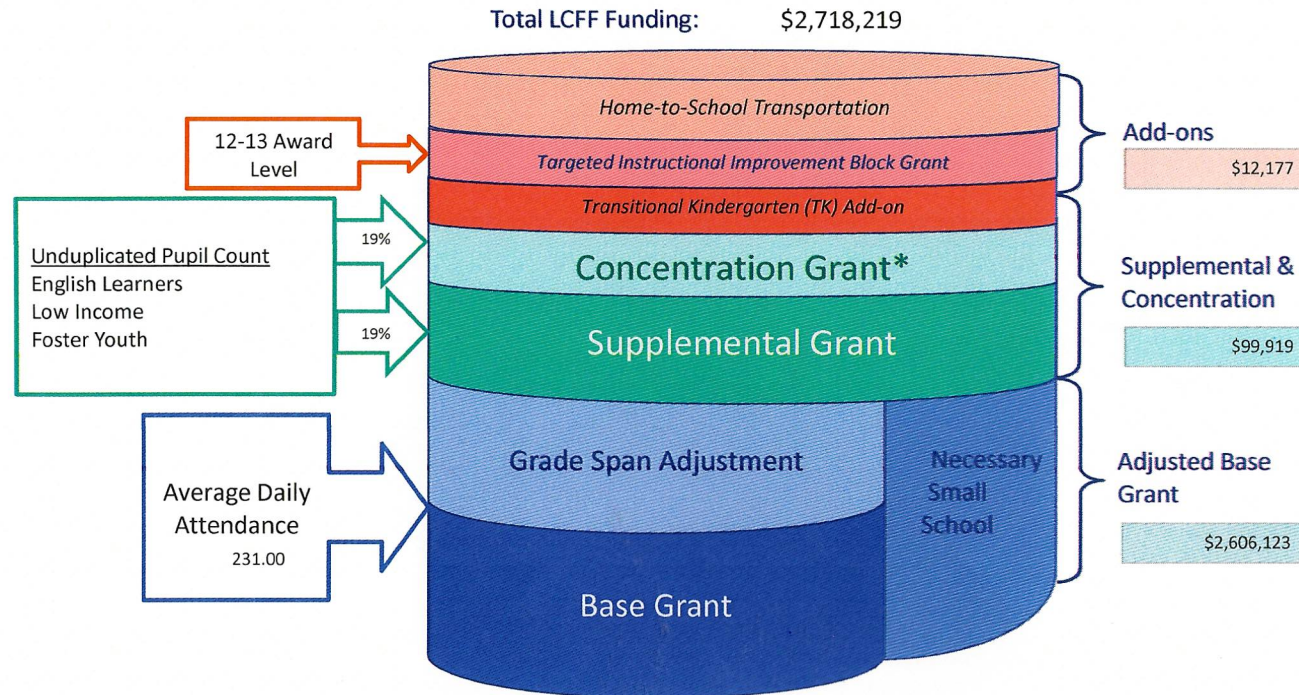 Total LCFF Funding: $2,718,219
Home-to-School Transportation
12-13 Award
Level
Targeted Instructional Improvement Block Grant
Add-ons
$12,177
Transitional Kindergarten (TK) Add-on
Unduplicated Pupil Count
English Learners
Low Income
Foster Youth
19%
19%
Concentration Grant*
Supplemental Grant
Supplemental &
Concentration
$99,919
Average Daily
Attendance
231.00
Grade Span Adjustment
Necessary
Small
School
Base Grant
Adjusted Base
Grant
$2,606,123